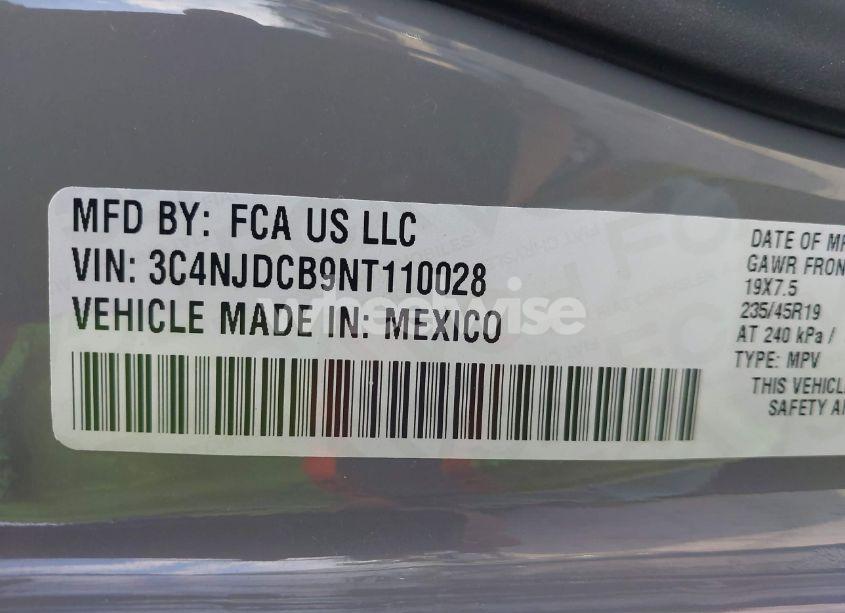 MFD BY: FCA US LLC
VIN: 3C4NJDCB9NT110028
VEHICLE MADE IN: MEXICO
DATE OF MF
GAWR FRON
19X7.5
235/45R19
AT 240 kPa /
TYPE: MPV
THIS VEHICL
SAFETY A
wheelwise